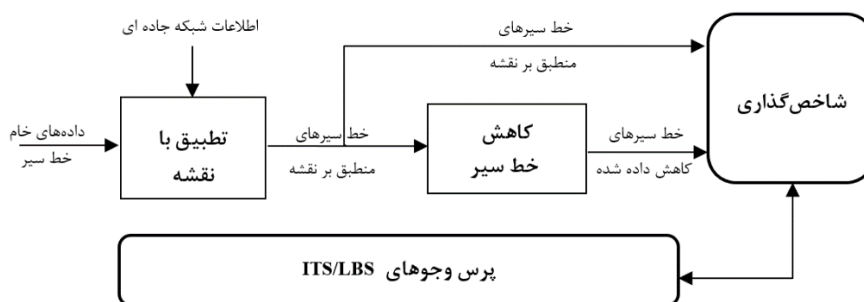 اطلاعات شبکه جاده ای
خط سیرهای
منطبق بر نقشه
شاخص‌گذاری
داده‌های خام
خط سیر
تطبیق با
نقشه
خط سیرهای
منطبق بر نقشه
کاهش
خط سیر
خط سیرهای
کاهش داده شده
پرس وجوهای ITS/LBS